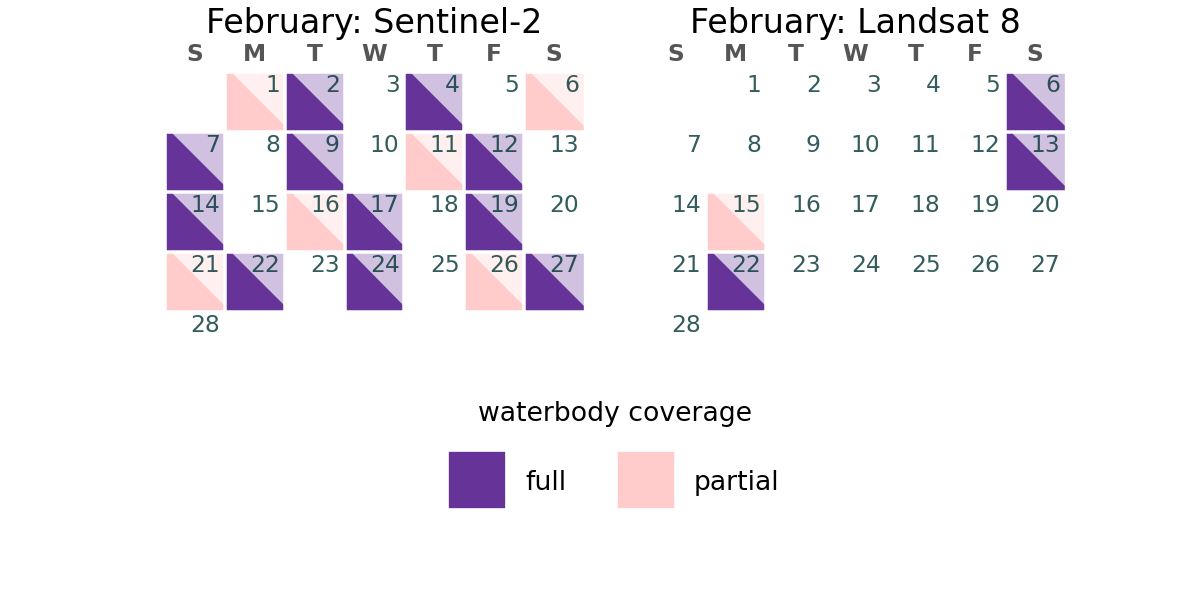 February: Sentinel-2
S M T W T F S
1 2 3 4 5 6
7 8 9 10 11 12 13
14 15 16 17 18 19 20
21 22 23 24 25 26 27
28
February: Landsat 8
S M T W T F S
1 2 3 4 5 6
7 8 9 10 11 12 13
14 15 16 17 18 19 20
21 22 23 24 25 26 27
28
waterbody coverage
full
partial